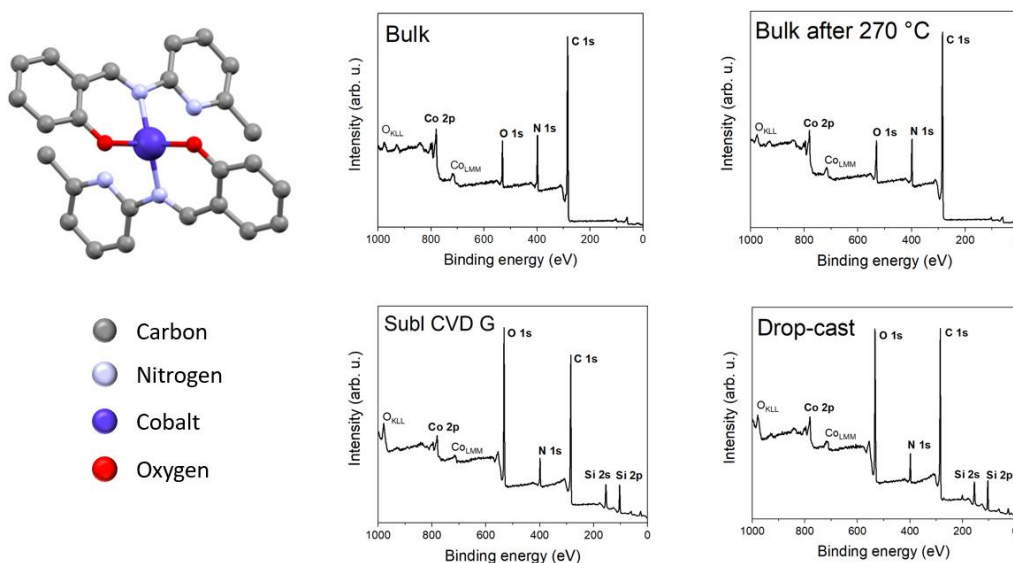 Carbon
Nitrogen
Cobalt
Oxygen
Bulk
Intensity (arb. u.)
O KLL
Co 2p
Co LMM
O 1s
N 1s
C 1s
1000 800 600 400 200 0
Binding energy (eV)
Bulk after 270 °C
Intensity (arb. u.)
O KLL
Co 2p
Co LMM
O 1s
N 1s
C 1s
1000 800 600 400 200 0
Binding energy (eV)
Subl CVD G
Intensity (arb. u.)
O KLL
Co 2p
Co LMM
O 1s
N 1s
C 1s
Si 2s
Si 2p
1000 800 600 400 200 0
Binding energy (eV)
Drop-cast
Intensity (arb. u.)
O KLL
Co 2p
Co LMM
O 1s
N 1s
C 1s
Si 2s
Si 2p
1000 800 600 400 200 0
Binding energy (eV)